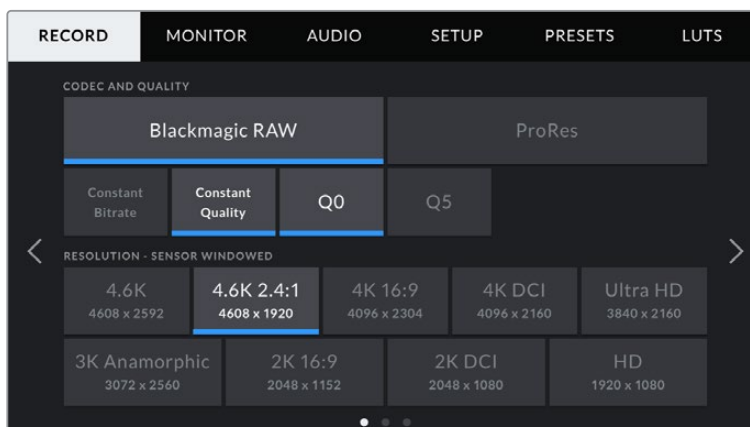 RECORD MONITOR AUDIO SETUP PRESETS LUTS
CODEC AND QUALITY
Blackmagic RAW ProRes
Constant Bitrate Constant Quality Q0 Q5
RESOLUTION - SENSOR WINDOWED
4.6K 4.6K 2.4:1 4K 16:9 4K DCI Ultra HD
4608 x 2592 4608 x 1920 4096 x 2304 4096 x 2160 3840 x 2160
3K Anamorphic 2K 16:9 2K DCI HD
3072 x 2560 2048 x 1152 2048 x 1080 1920 x 1080